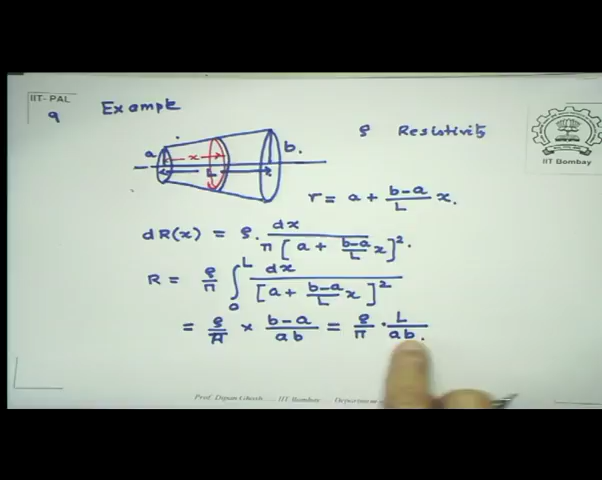 IIT- PAL
9 Example
a x b.
L
ρ Resistivity
IIT Bombay
r = a + (b-a)/L x.
dR(x) = ρ. dx / π[a + (b-a)/L x]².
R = ρ/π ∫₀ᴸ dx / [a + (b-a)/L x]²
= ρ/π × (b-a)/ab = ρ/π · L/ab.
Prof. Dipan Ghosh ... IIT Bombay